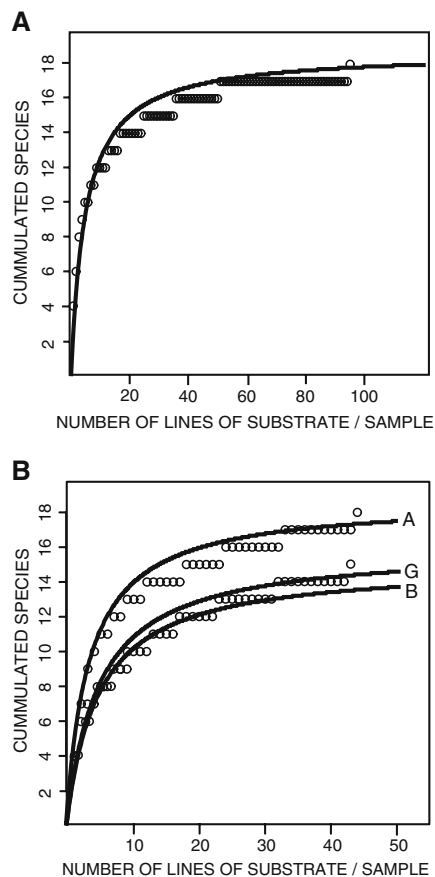 A
CUMMULATED SPECIES
18
16
14
12
10
8
6
4
2
20 40 60 80 100
NUMBER OF LINES OF SUBSTRATE / SAMPLE
B
CUMMULATED SPECIES
18
16
14
12
10
8
6
4
2
A
G
B
10 20 30 40 50
NUMBER OF LINES OF SUBSTRATE / SAMPLE